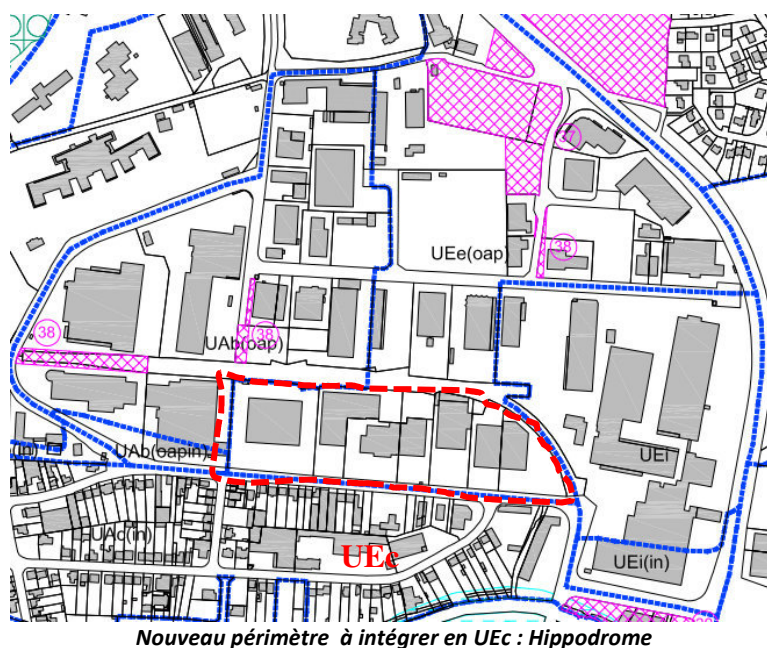 37
UEe(oap)
38
38
38
UAb(oap)
UAb(oapin)
UEi
UAd(in)
UEc
UEi(in)
Nouveau périmètre à intégrer en UEc : Hippodrome